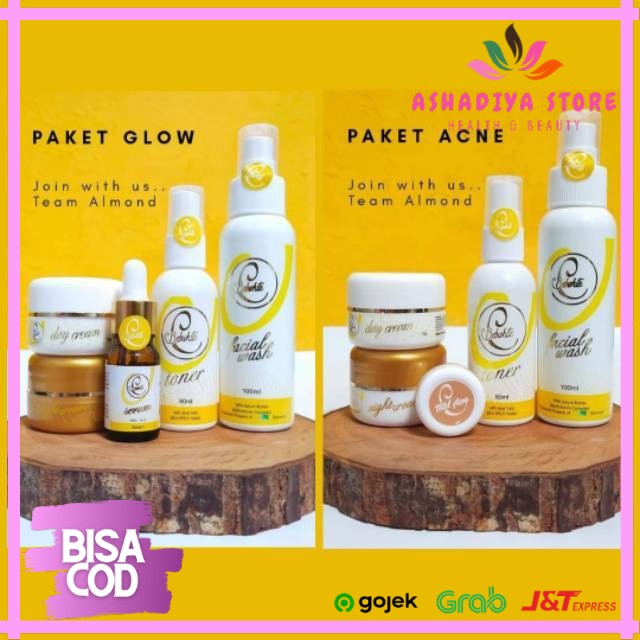 ASHADIYA STORE
HEALTH & BEAUTY
PAKET GLOW
Join with us..
Team Almond
day cream
serum
toner
60ml
facial
wash
100ml
PAKET ACNE
Join with us..
Team Almond
day cream
night cream
toner
60ml
facial
wash
100ml
BISA
COD
gojek
Grab
J&T EXPRESS